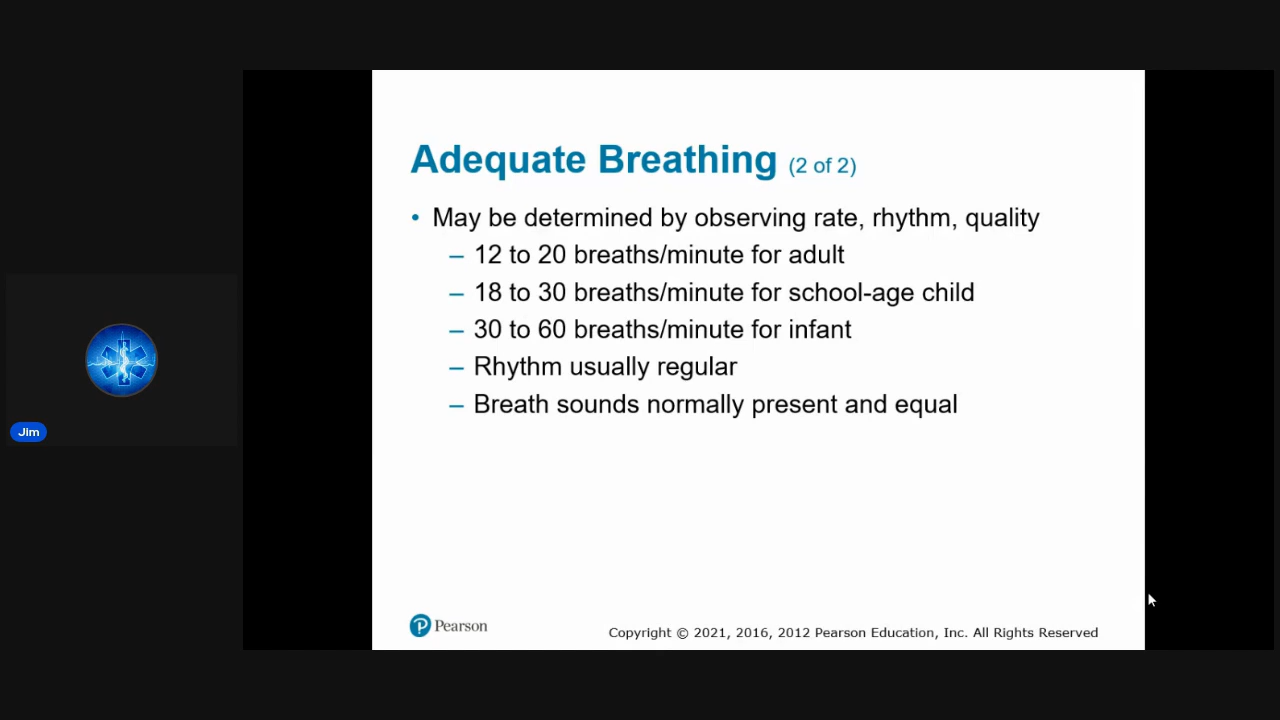 Adequate Breathing (2 of 2)
• May be determined by observing rate, rhythm, quality
– 12 to 20 breaths/minute for adult
– 18 to 30 breaths/minute for school-age child
– 30 to 60 breaths/minute for infant
– Rhythm usually regular
– Breath sounds normally present and equal
Jim
Pearson
Copyright © 2021, 2016, 2012 Pearson Education, Inc. All Rights Reserved